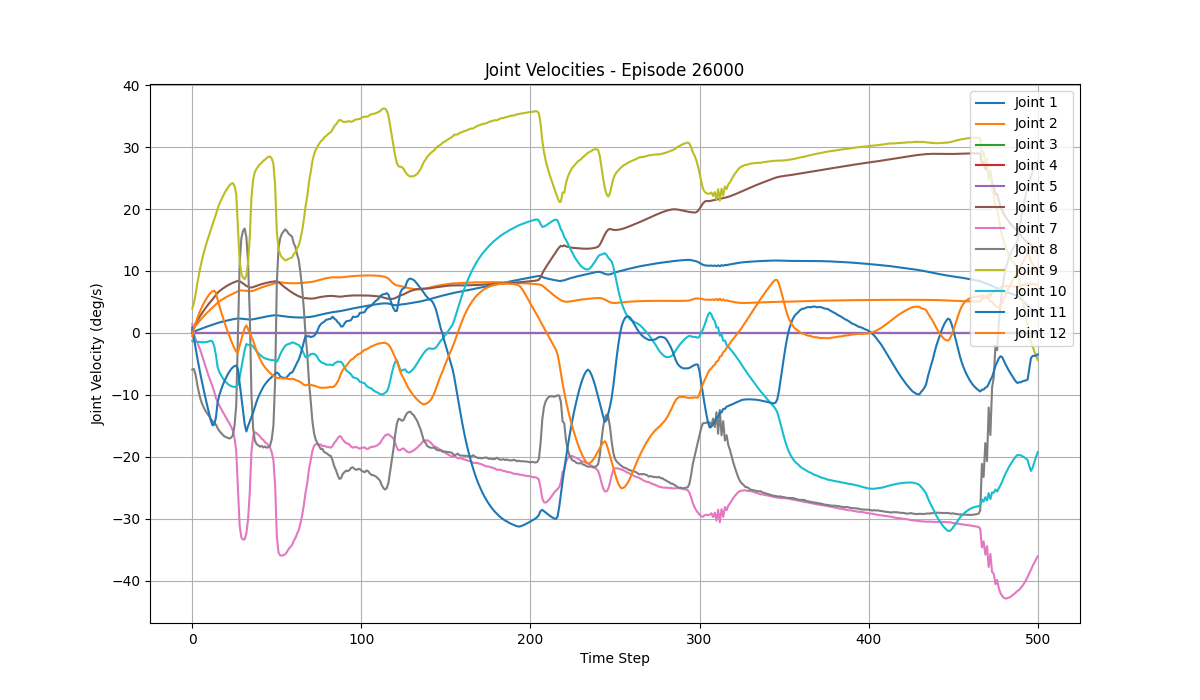 Joint Velocities - Episode 26000
Joint Velocity (deg/s)
40
30
20
10
0
−10
−20
−30
−40
0
100
200
300
400
500
Time Step
Joint 1
Joint 2
Joint 3
Joint 4
Joint 5
Joint 6
Joint 7
Joint 8
Joint 9
Joint 10
Joint 11
Joint 12